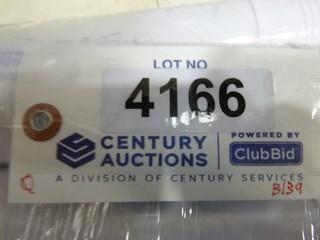 LOT NO
4166
CENTURY
AUCTIONS
POWERED BY
ClubBid
A DIVISION OF CENTURY SERVICES
Q
B139